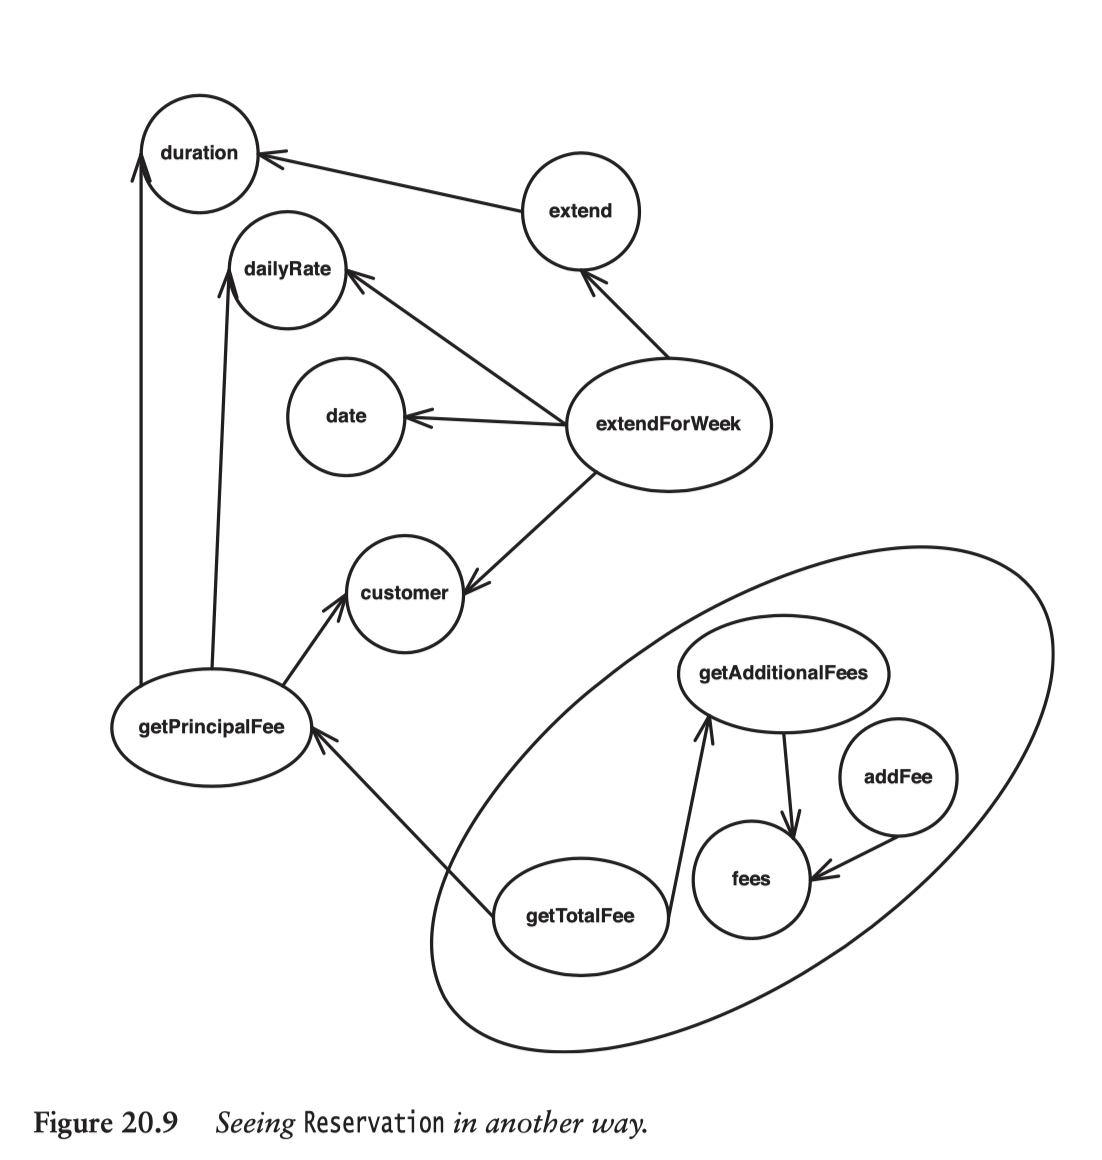 duration
extend
dailyRate
date
extendForWeek
customer
getAdditionalFees
getPrincipalFee
addFee
fees
getTotalFee
Figure 20.9 Seeing Reservation in another way.